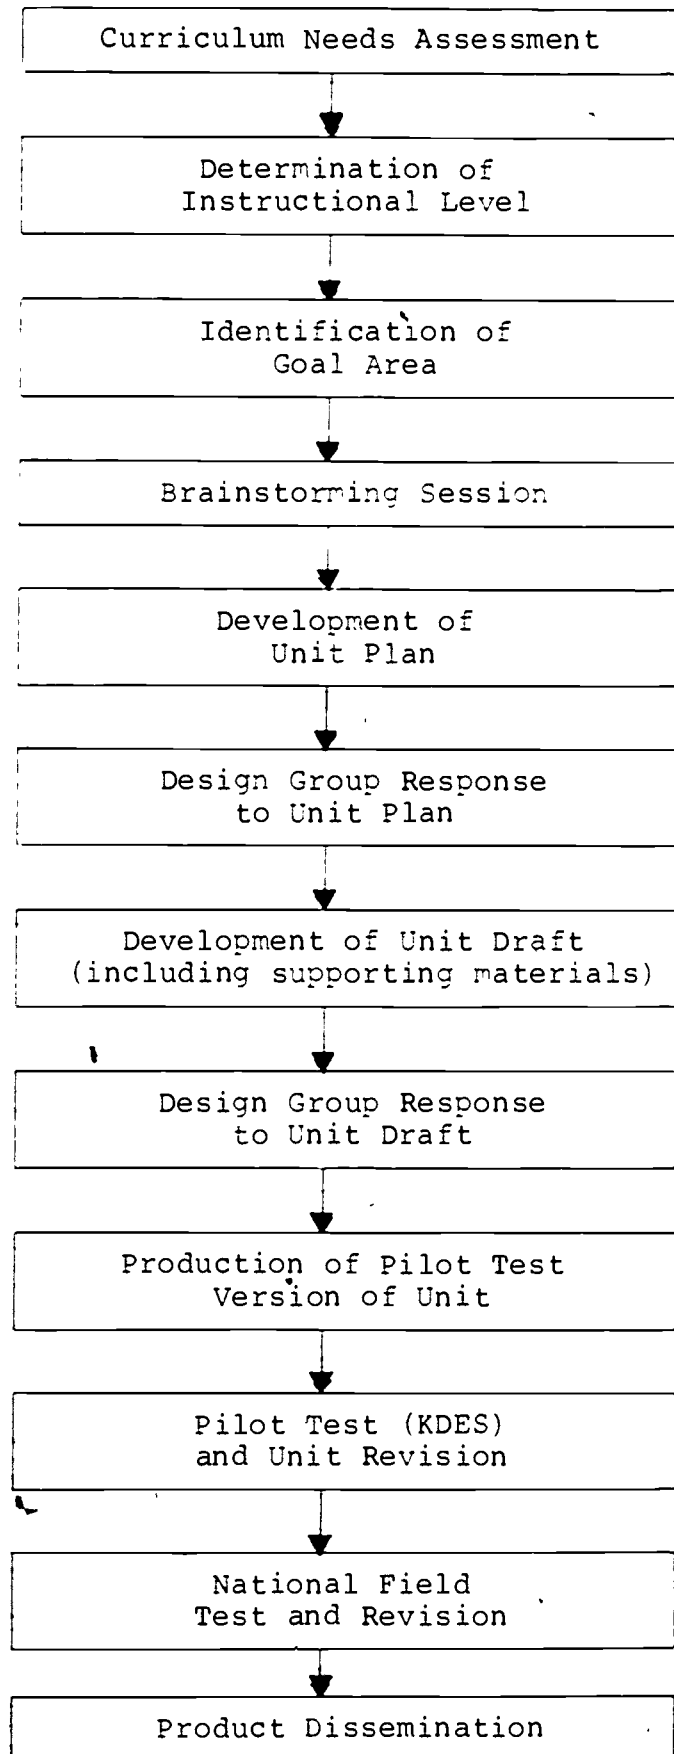 Curriculum Needs Assessment
Determination of
Instructional Level
Identification of
Goal Area
Brainstorming Session
Development of
Unit Plan
Design Group Response
to Unit Plan
Development of Unit Draft
(including supporting materials)
Design Group Response
to Unit Draft
Production of Pilot Test
Version of Unit
Pilot Test (KDES)
and Unit Revision
National Field
Test and Revision
Product Dissemination